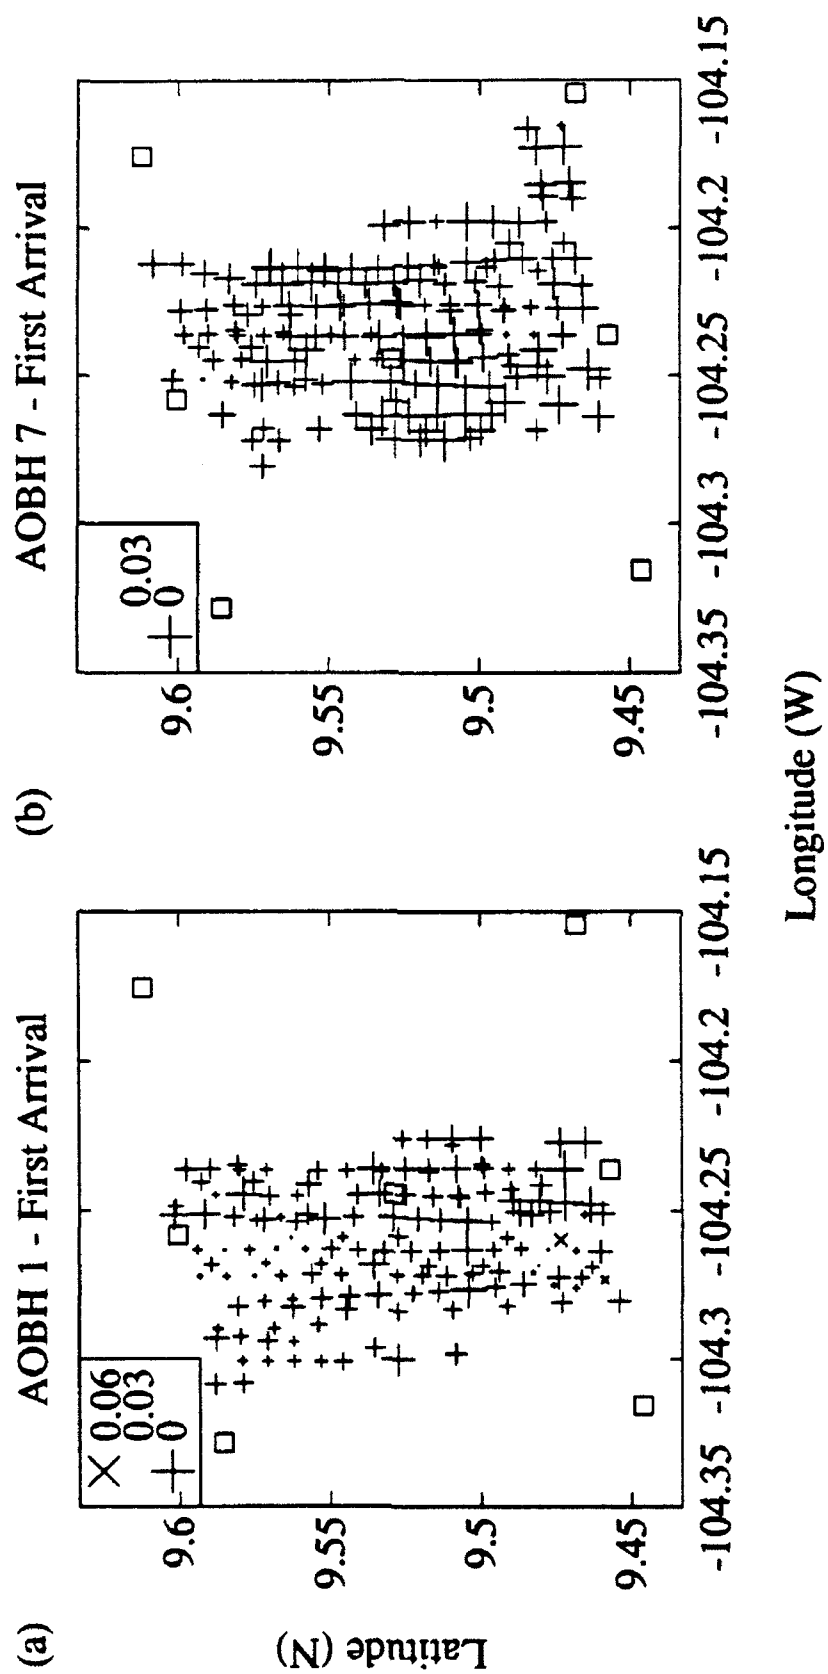 (a)
AOBH 1 - First Arrival
0.06
0.03
0
9.6
9.55
9.5
9.45
-104.35 -104.3 -104.25 -104.2 -104.15
Latitude (N)
(b)
AOBH 7 - First Arrival
0.03
0
9.6
9.55
9.5
9.45
-104.35 -104.3 -104.25 -104.2 -104.15
Longitude (W)